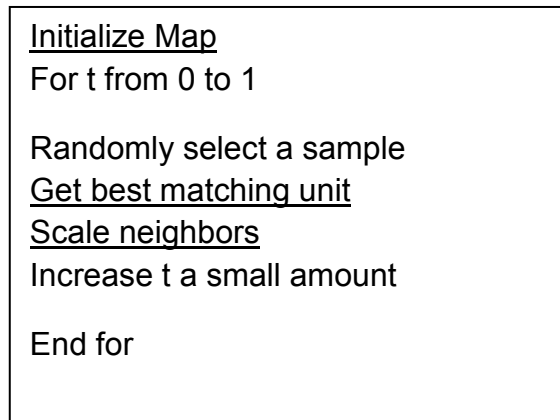 Initialize Map
For t from 0 to 1
Randomly select a sample
Get best matching unit
Scale neighbors
Increase t a small amount
End for